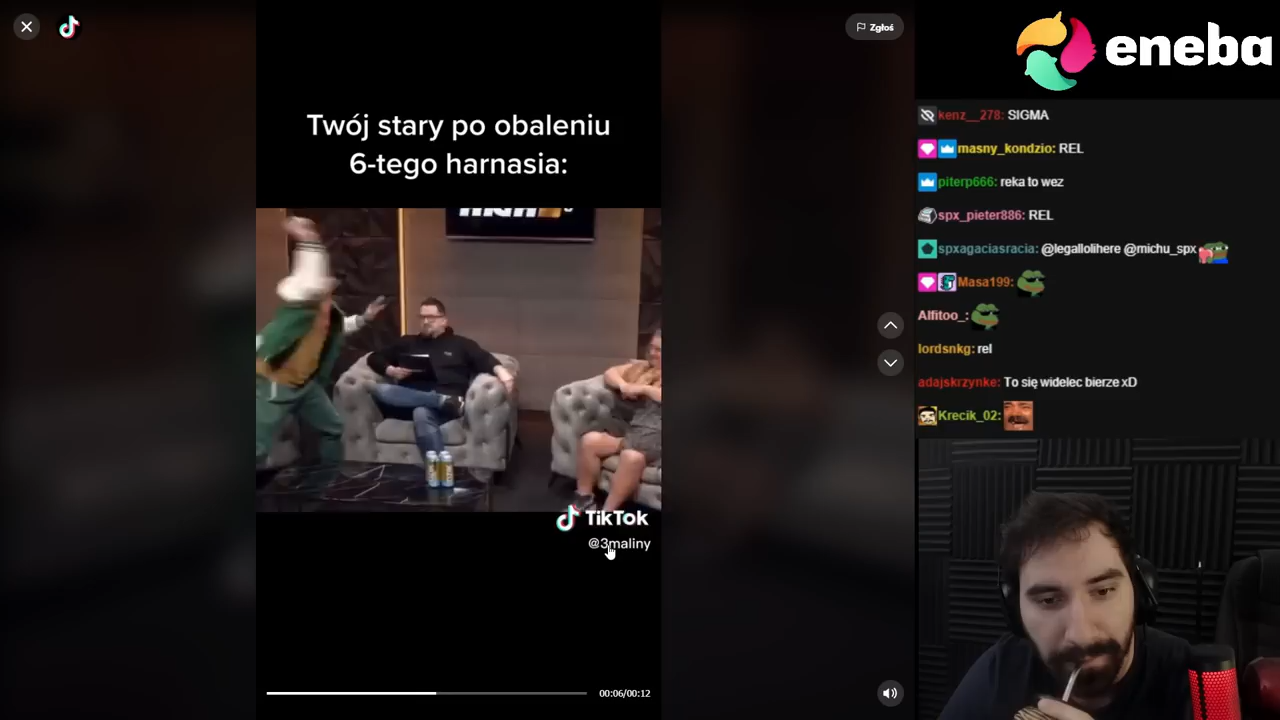 Zgłoś
Twój stary po obaleniu
6-tego harnasia:
TikTok
@3maliny
00:06/00:12
eneba
kenz__278: SIGMA
masny_kondzio: REL
piterp666: reka to wez
spx_pieter886: REL
spxagaciasracia: @legallolihere @michu_spx
Masa199:
Alfitoo_:
lordsnkg: rel
adajskrzynke: To się widelec bierze xD
Krecik_02: